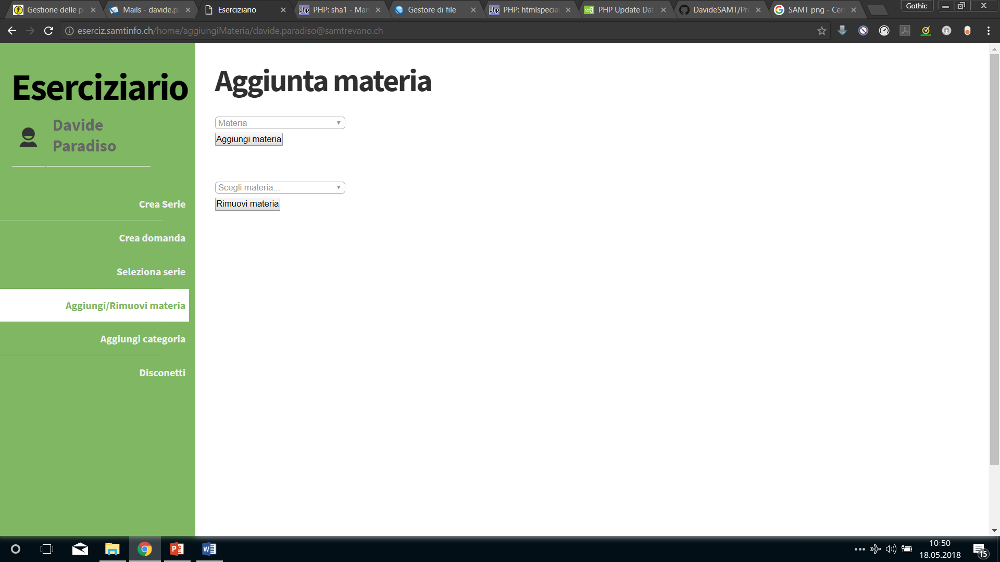 Gestione delle p
Mails - davide.pa
Eserciziario
PHP: sha1 - Man
Gestore di file
PHP: htmlspecial
PHP Update Dat
DavideSAMT/Pro
SAMT png - Cer
Gothic
eserciz.samtinfo.ch/home/aggiungiMateria/davide.paradiso@samtrevano.ch
Eserciziario
Davide
Paradiso
Crea Serie
Crea domanda
Seleziona serie
Aggiungi/Rimuovi materia
Aggiungi categoria
Disconetti
Aggiunta materia
Materia
Aggiungi materia
Scegli materia...
Rimuovi materia
10:50
18.05.2018
15